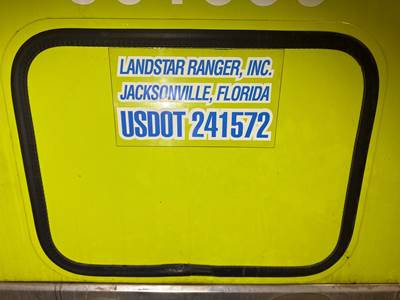 LANDSTAR RANGER, INC.
JACKSONVILLE, FLORIDA
USDOT 241572